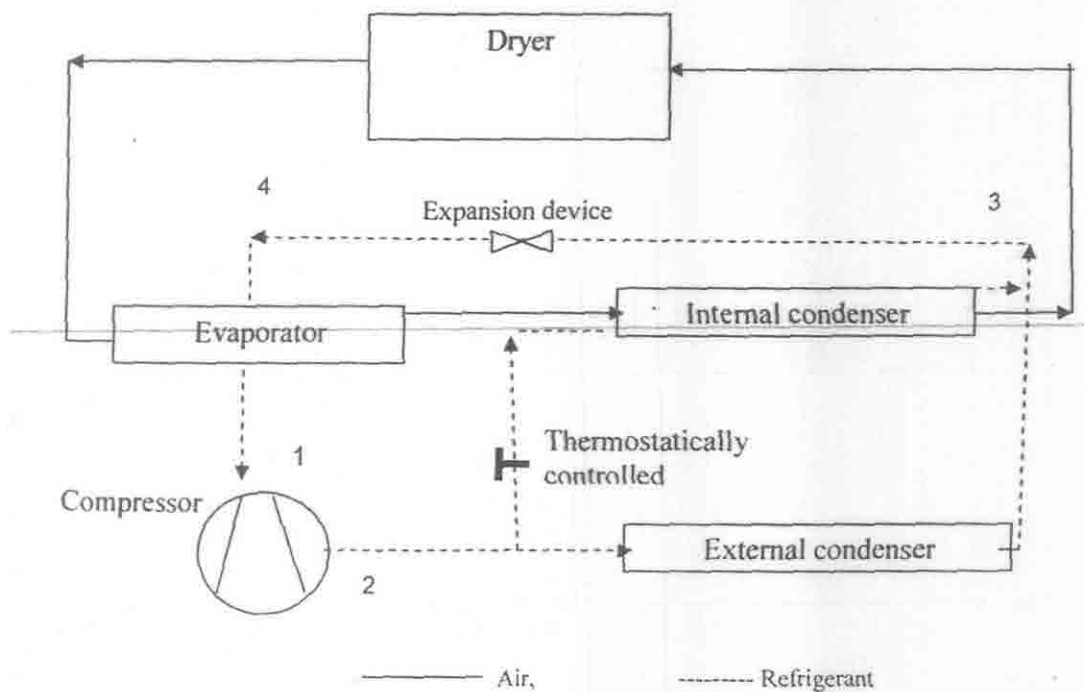 Dryer
4
Expansion device
3
Evaporator
Internal condenser
Thermostatically
controlled
1
Compressor
External condenser
2
Air,
Refrigerant